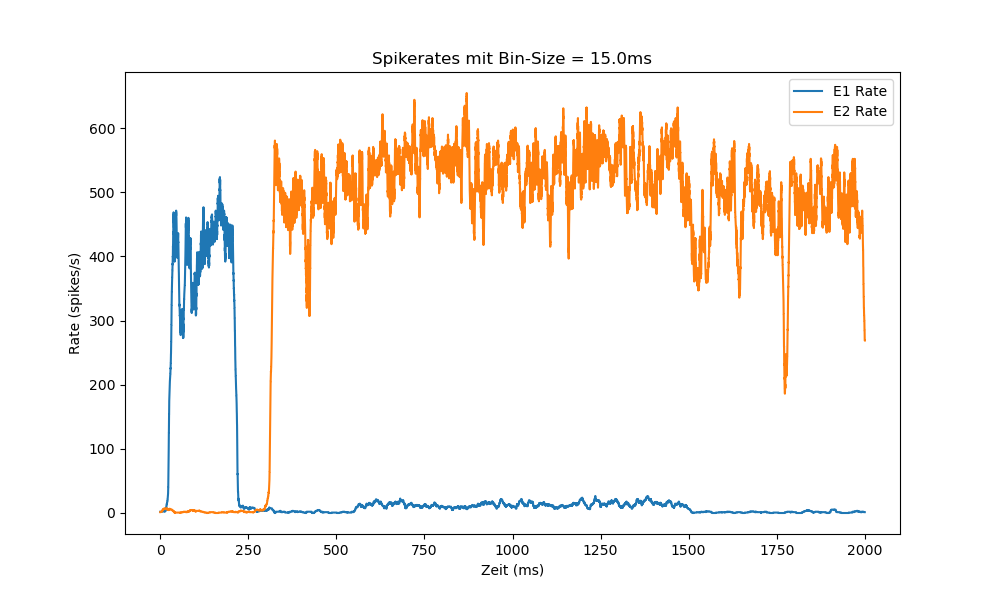 Spikerates mit Bin-Size = 15.0ms
E1 Rate
E2 Rate
600
500
400
300
200
100
0
Rate (spikes/s)
0 250 500 750 1000 1250 1500 1750 2000
Zeit (ms)